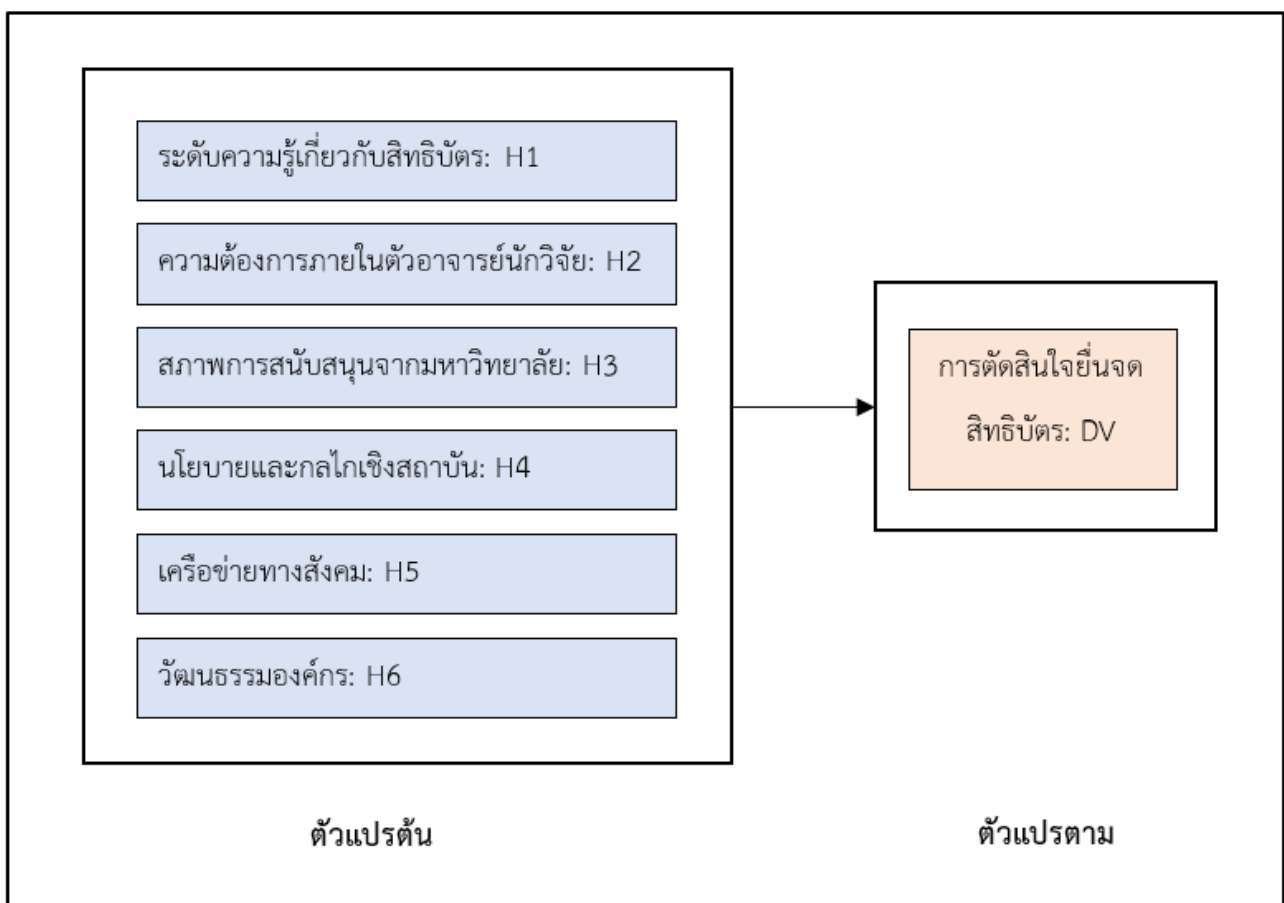 ระดับความรู้เกี่ยวกับสิทธิบัตร: H1
ความต้องการภายในตัวอาจารย์นักวิจัย: H2
สภาพการสนับสนุนจากมหาวิทยาลัย: H3
นโยบายและกลไกเชิงสถาบัน: H4
เครือข่ายทางสังคม: H5
วัฒนธรรมองค์กร: H6
การตัดสินใจยื่นจด
สิทธิบัตร: DV
ตัวแปรต้น
ตัวแปรตาม